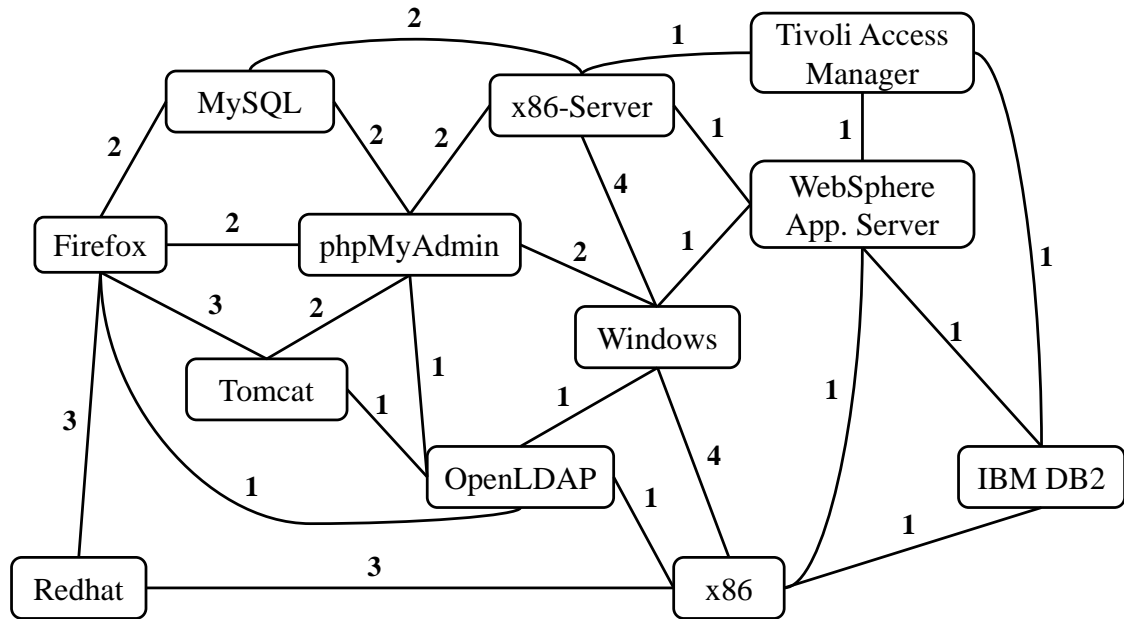 2
1
Tivoli Access
Manager
MySQL
x86-Server
2
2
2
1
1
4
WebSphere
App. Server
Firefox
2
phpMyAdmin
2
1
1
3
2
Windows
Tomcat
1
1
1
1
1
3
4
OpenLDAP
IBM DB2
1
1
1
3
Redhat
x86